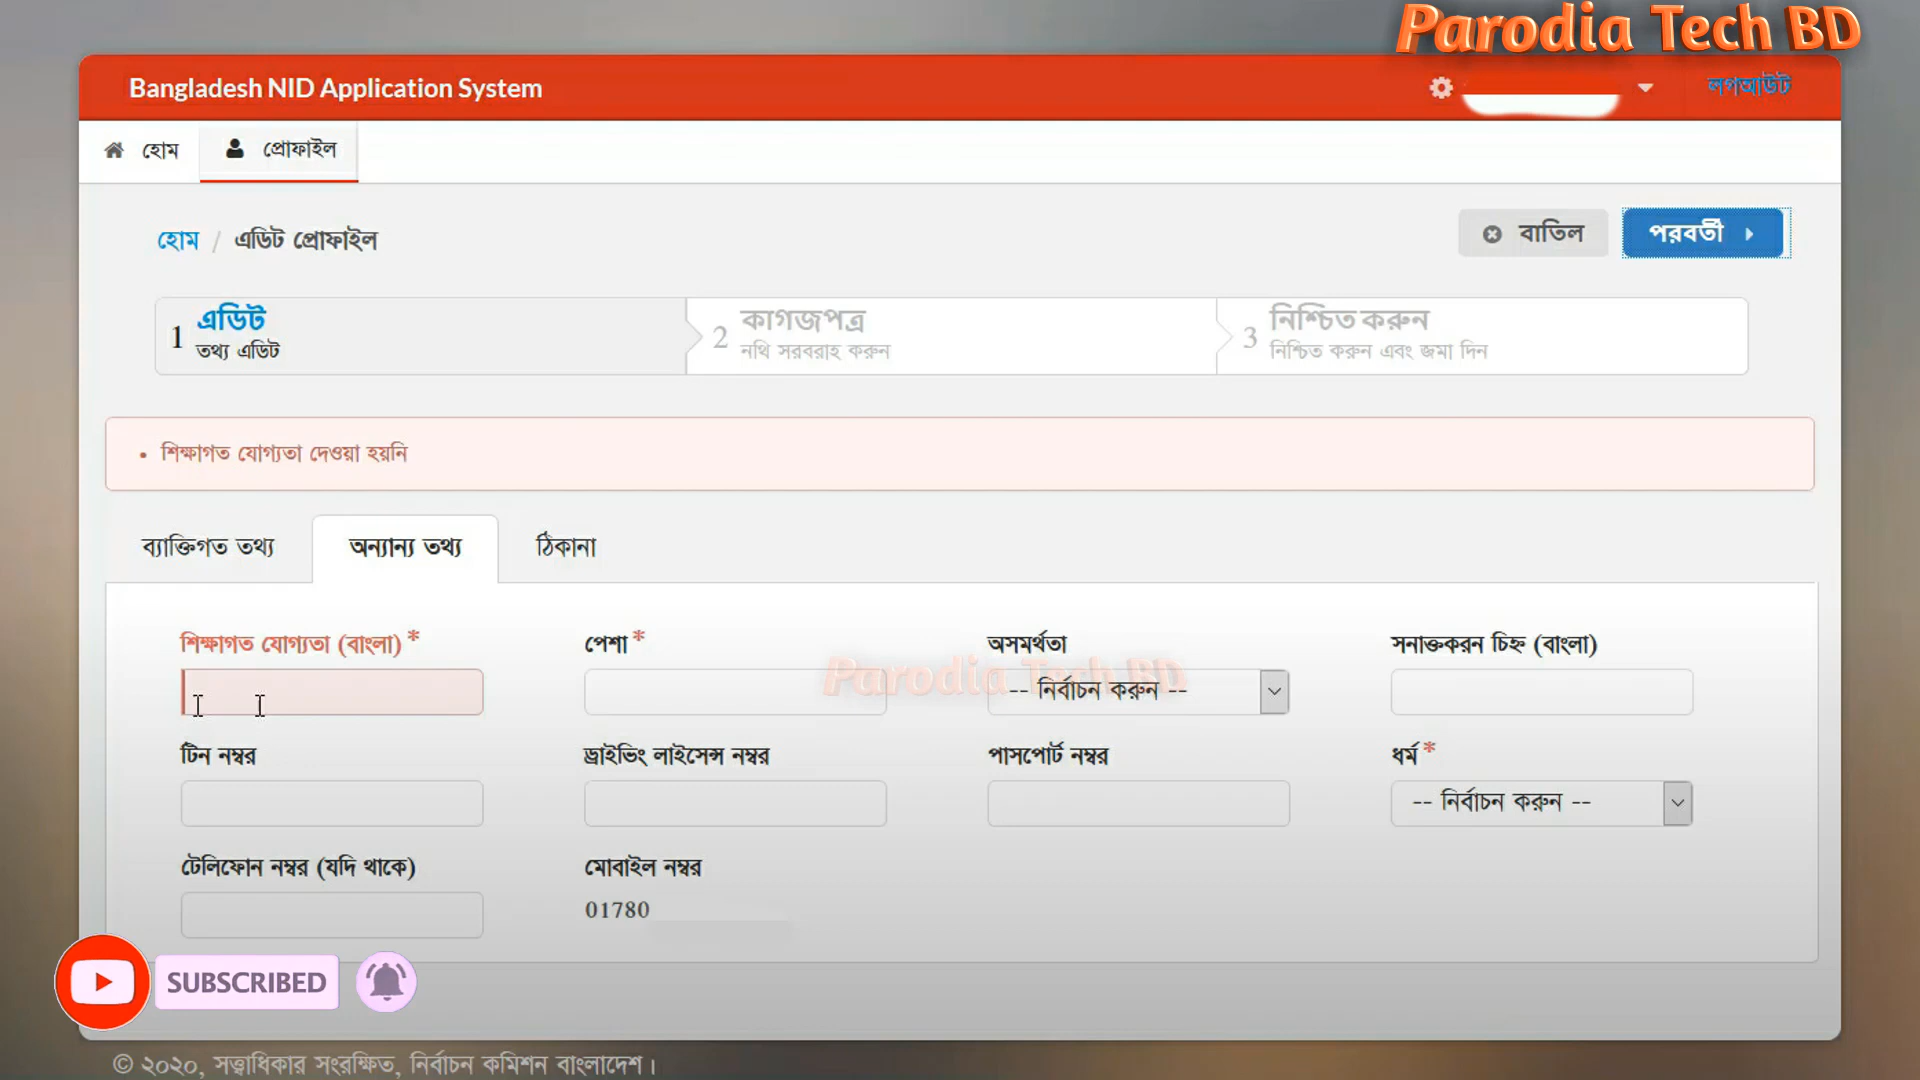 Parodia Tech BD
Bangladesh NID Application System
লগআউট
হোম
প্রোফাইল
হোম / এডিট প্রোফাইল
বাতিল
পরবর্তী
1 এডিট
তথ্য এডিট
2 কাগজপত্র
নথি সরবরাহ করুন
3 নিশ্চিত করুন
নিশ্চিত করুন এবং জমা দিন
• শিক্ষাগত যোগ্যতা দেওয়া হয়নি
ব্যাক্তিগত তথ্য
অন্যান্য তথ্য
ঠিকানা
শিক্ষাগত যোগ্যতা (বাংলা) *
পেশা *
অসমর্থতা
সনাক্তকরন চিহ্ন (বাংলা)
Parodia Tech BD
-- নির্বাচন করুন --
টিন নম্বর
ড্রাইভিং লাইসেন্স নম্বর
পাসপোর্ট নম্বর
ধর্ম *
-- নির্বাচন করুন --
টেলিফোন নম্বর (যদি থাকে)
মোবাইল নম্বর
01780
SUBSCRIBED
© ২০২০, সত্ত্বাধিকার সংরক্ষিত, নির্বাচন কমিশন বাংলাদেশ।